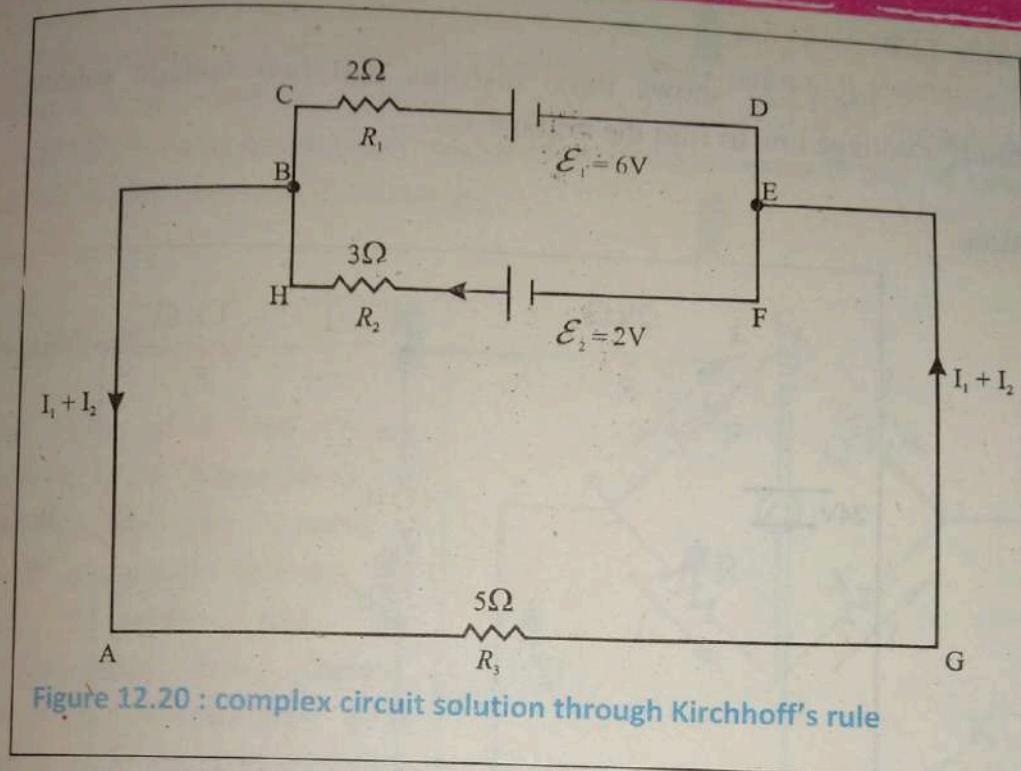 2Ω
C
D
R₁
ℰ₁ = 6V
B
E
3Ω
H
F
R₂
ℰ₂ = 2V
I₁ + I₂
I₁ + I₂
5Ω
A
R₃
G
Figure 12.20 : complex circuit solution through Kirchhoff's rule